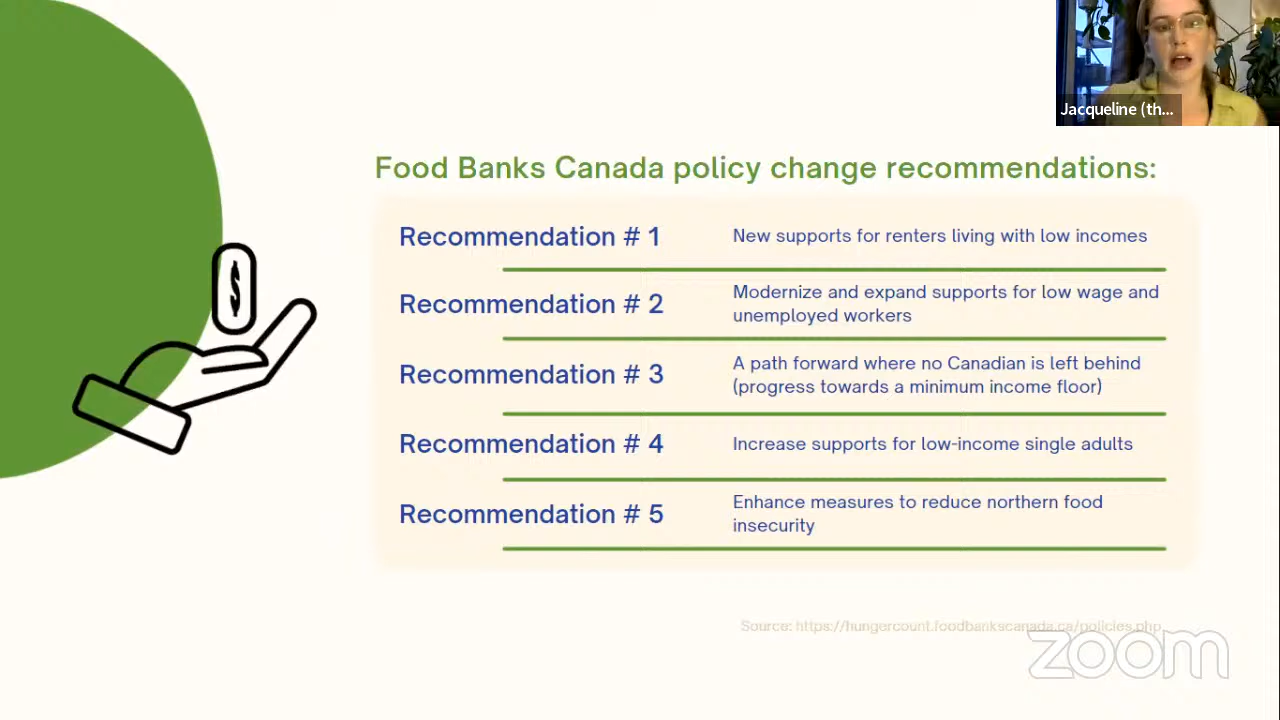 Jacqueline (th...
Food Banks Canada policy change recommendations:
Recommendation # 1
New supports for renters living with low incomes
Recommendation # 2
Modernize and expand supports for low wage and
unemployed workers
Recommendation # 3
A path forward where no Canadian is left behind
(progress towards a minimum income floor)
Recommendation # 4
Increase supports for low-income single adults
Recommendation # 5
Enhance measures to reduce northern food
insecurity
$
Source: https://hungercount.foodbankscanada.ca/policies.php
zoom